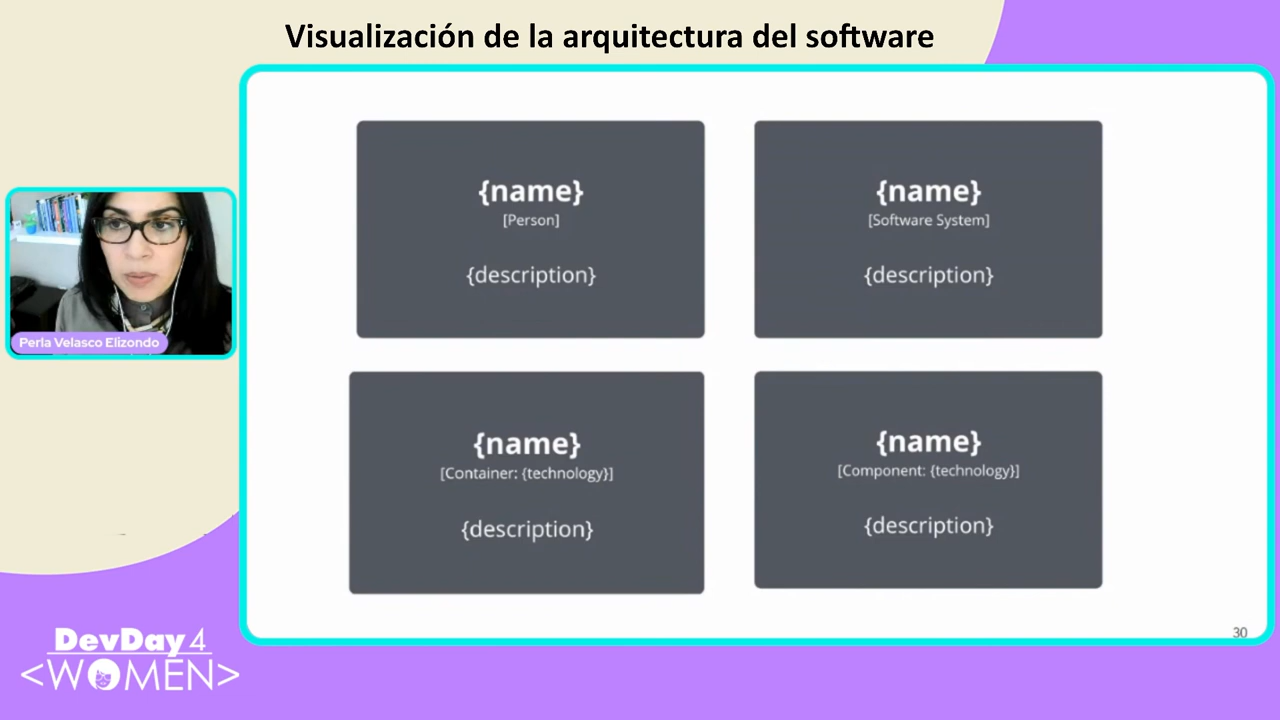 Visualización de la arquitectura del software
{name}
[Person]
{description}
{name}
[Software System]
{description}
{name}
[Container: {technology}]
{description}
{name}
[Component: {technology}]
{description}
30
Perla Velasco Elizondo
DevDay4
<WOMEN>